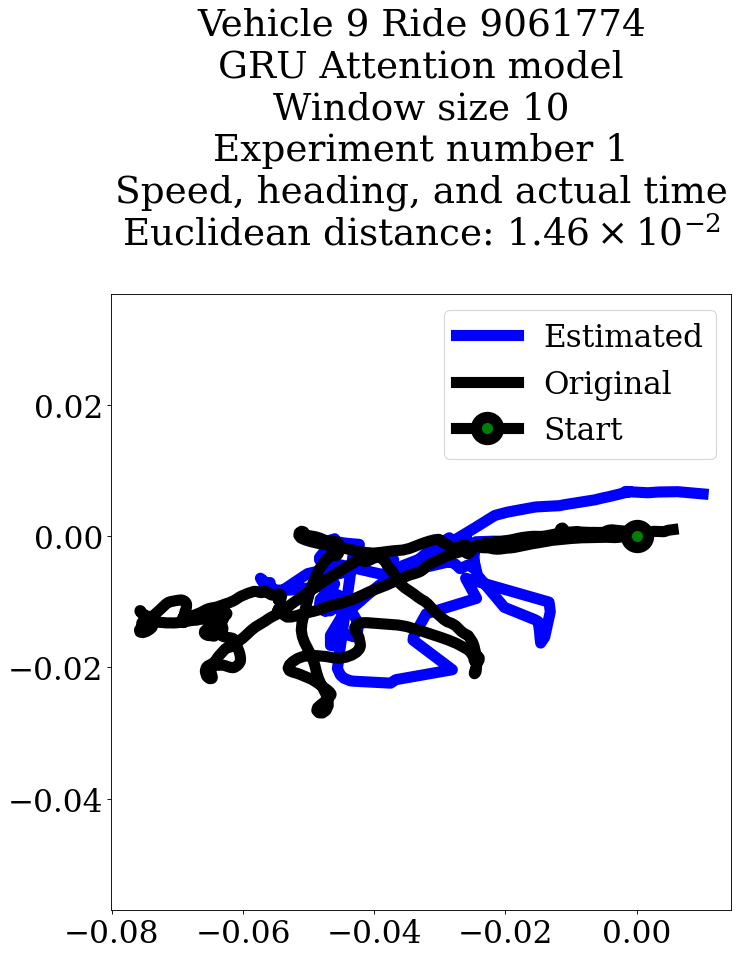 Vehicle 9 Ride 9061774
GRU Attention model
Window size 10
Experiment number 1
Speed, heading, and actual time
Euclidean distance: 1.46 × 10⁻²
Estimated
Original
Start
0.02
0.00
−0.02
−0.04
−0.08 −0.06 −0.04 −0.02 0.00